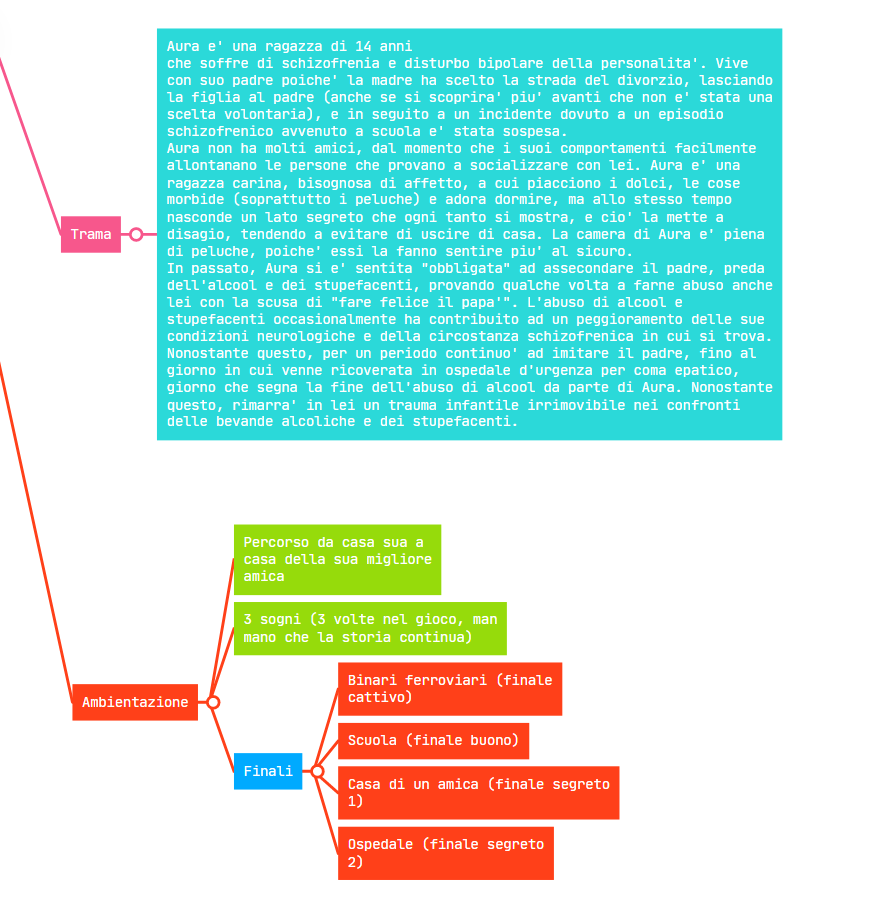 Aura e' una ragazza di 14 anni
che soffre di schizofrenia e disturbo bipolare della personalita'. Vive
con suo padre poiche' la madre ha scelto la strada del divorzio, lasciando
la figlia al padre (anche se si scoprira' piu' avanti che non e' stata una
scelta volontaria), e in seguito a un incidente dovuto a un episodio
schizofrenico avvenuto a scuola e' stata sospesa.
Aura non ha molti amici, dal momento che i suoi comportamenti facilmente
allontanano le persone che provano a socializzare con lei. Aura e' una
ragazza carina, bisognosa di affetto, a cui piacciono i dolci, le cose
morbide (soprattutto i peluche) e adora dormire, ma allo stesso tempo
nasconde un lato segreto che ogni tanto si mostra, e cio' la mette a
disagio, tendendo a evitare di uscire di casa. La camera di Aura e' piena
di peluche, poiche' essi la fanno sentire piu' al sicuro.
In passato, Aura si e' sentita "obbligata" ad assecondare il padre, preda
dell'alcool e dei stupefacenti, provando qualche volta a farne abuso anche
lei con la scusa di "fare felice il papa'". L'abuso di alcool e
stupefacenti occasionalmente ha contribuito ad un peggioramento delle sue
condizioni neurologiche e della circostanza schizofrenica in cui si trova.
Nonostante questo, per un periodo continuo' ad imitare il padre, fino al
giorno in cui venne ricoverata in ospedale d'urgenza per coma epatico,
giorno che segna la fine dell'abuso di alcool da parte di Aura. Nonostante
questo, rimarra' in lei un trauma infantile irrimovibile nei confronti
delle bevande alcoliche e dei stupefacenti.
Trama
Percorso da casa sua a
casa della sua migliore
amica
3 sogni (3 volte nel gioco, man
mano che la storia continua)
Ambientazione
Finali
Binari ferroviari (finale
cattivo)
Scuola (finale buono)
Casa di un amica (finale segreto
1)
Ospedale (finale segreto
2)